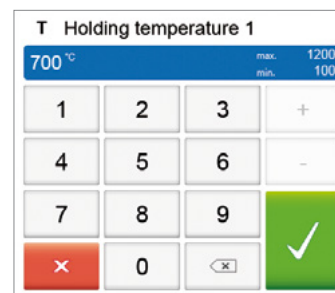 T Holding temperature 1
700 °C max. 1200
min. 100
1 2 3 +
4 5 6 -
7 8 9
0